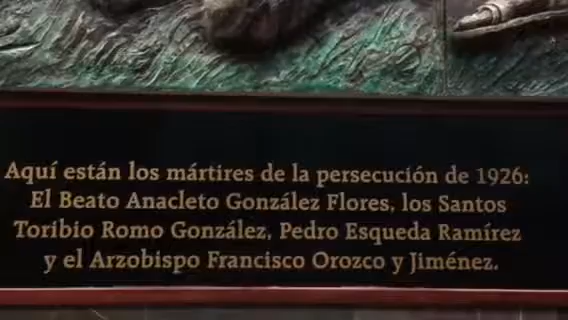 Aquí están los mártires de la persecución de 1926:
El Beato Anacleto González Flores, los Santos
Toribio Romo González, Pedro Esqueda Ramírez
y el Arzobispo Francisco Orozco y Jiménez.